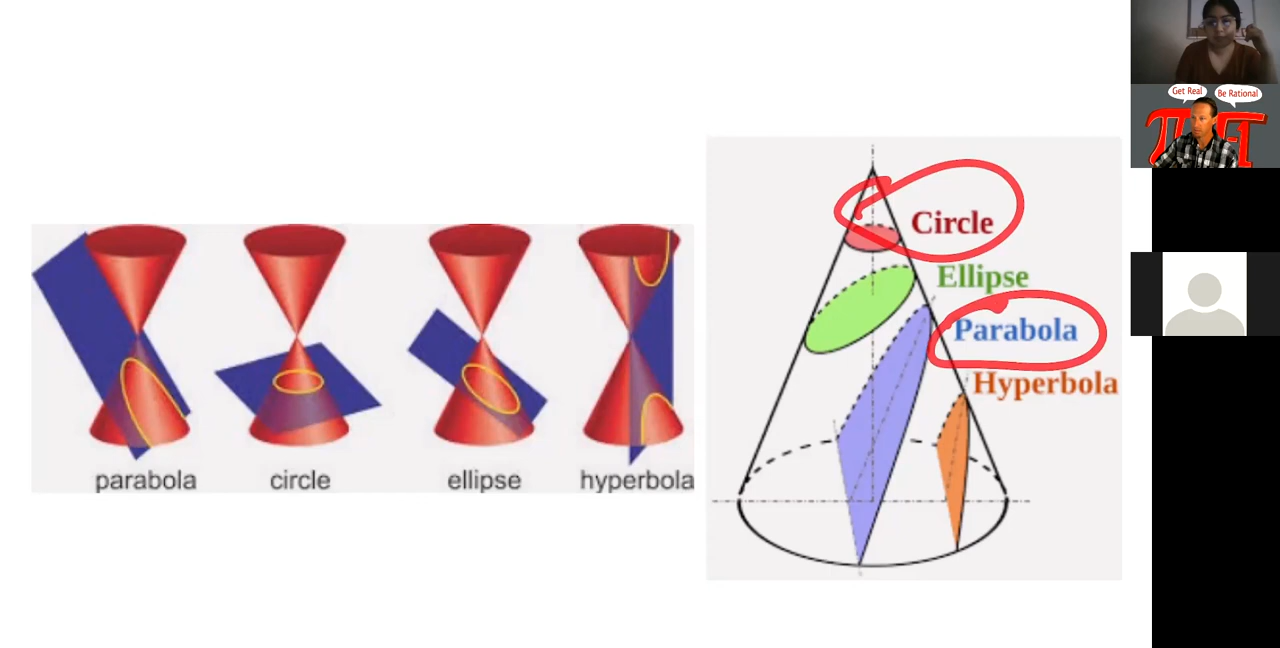 parabola
circle
ellipse
hyperbola
Circle
Ellipse
Parabola
Hyperbola
Get Real
Be Rational